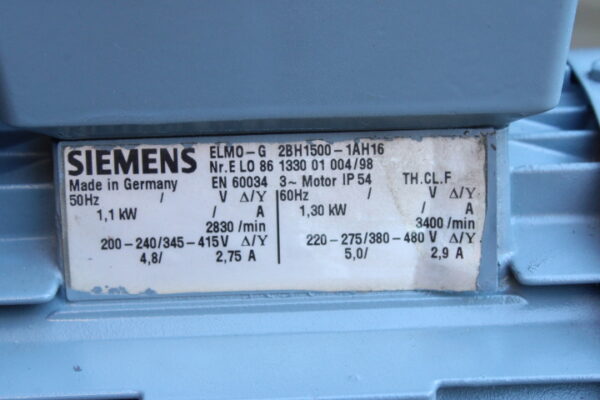 SIEMENS ELMO-G 2BH1500-1AH16
Nr.E LO 86 1330 01 004/98
Made in Germany EN 60034 3~ Motor IP 54 TH.CL.F
50Hz / V Δ/Y 60Hz / V Δ/Y
1,1 kW / A 1,30 kW / A
2830 /min 3400 /min
200-240/345-415 V Δ/Y 220-275/380-480 V Δ/Y
4,8/ 2,75 A 5,0/ 2,9 A